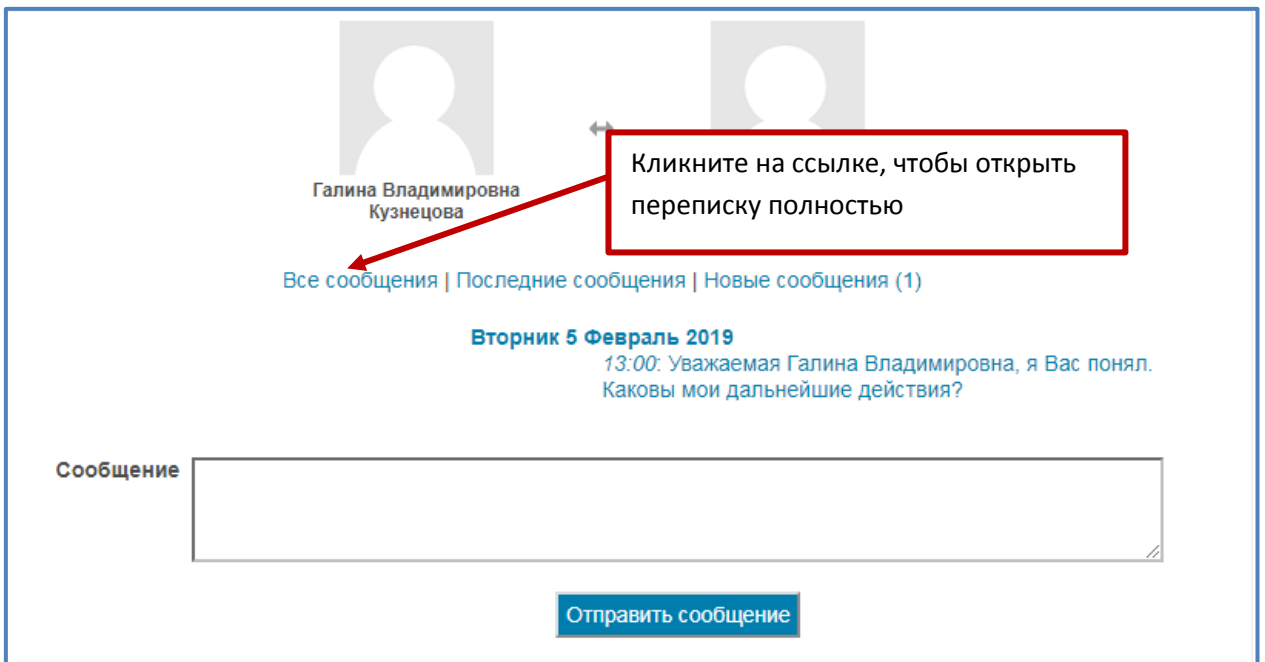 Кликните на ссылке, чтобы открыть
переписку полностью
Галина Владимировна
Кузнецова
Все сообщения | Последние сообщения | Новые сообщения (1)
Вторник 5 Февраль 2019
13:00: Уважаемая Галина Владимировна, я Вас понял.
Каковы мои дальнейшие действия?
Сообщение
Отправить сообщение